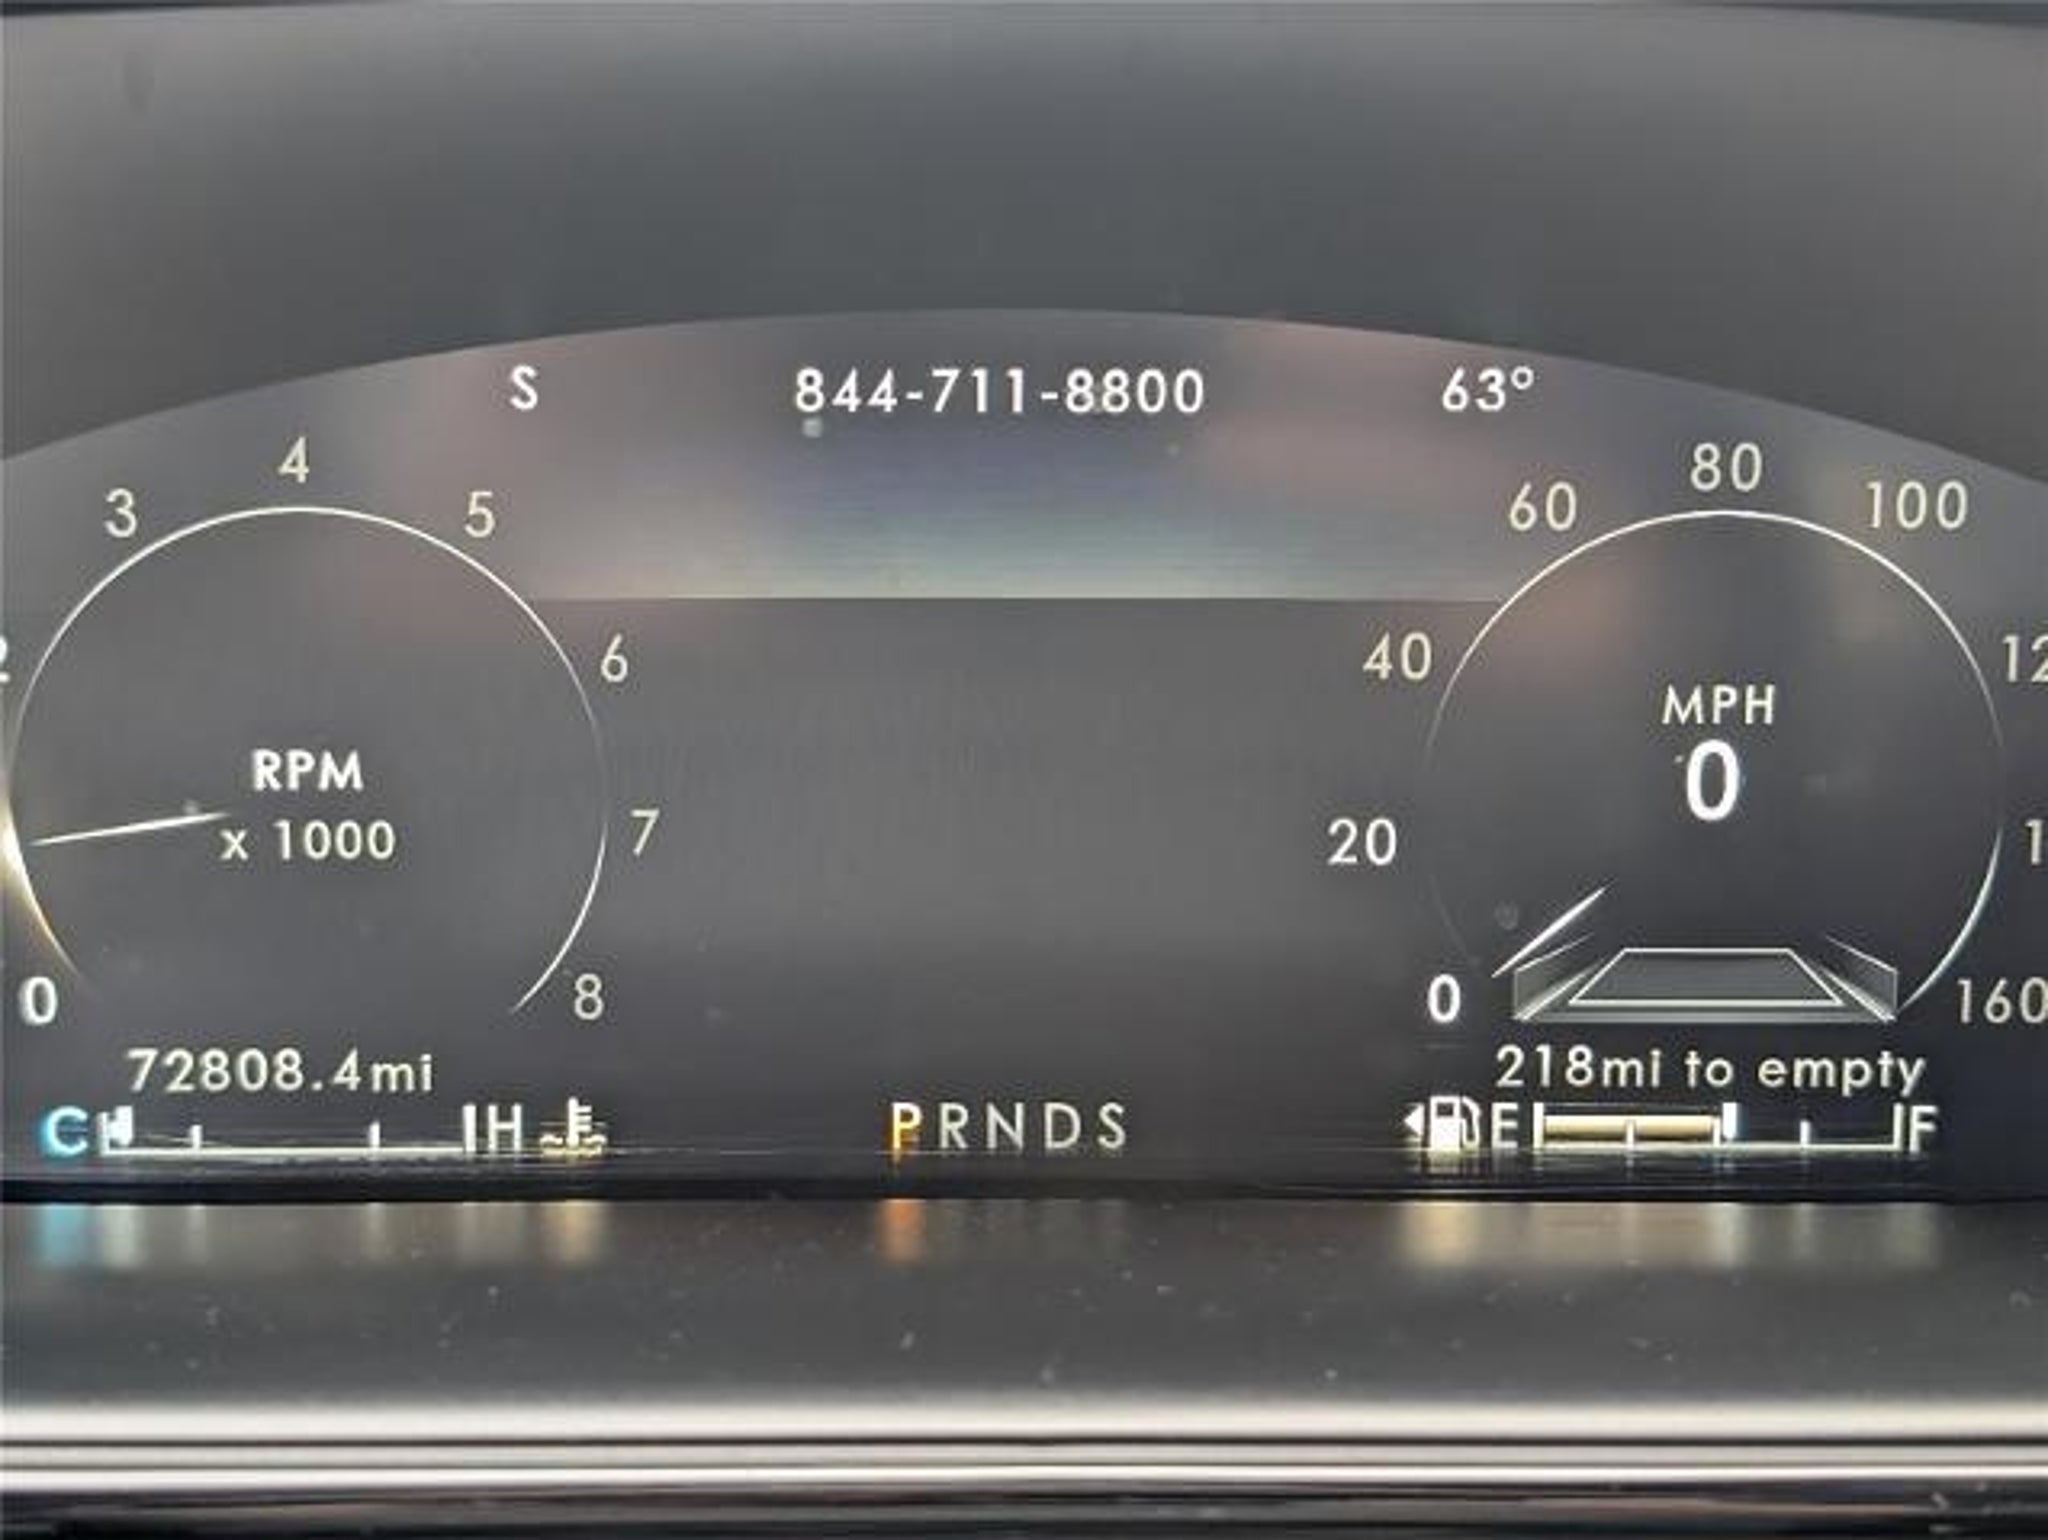 S 844-711-8800 63°
4 80
3 5 60 100
6 40
MPH
RPM 0
x 1000 7 20
0 8 0 160
72808.4mi 218mi to empty
C H PRNDS E F